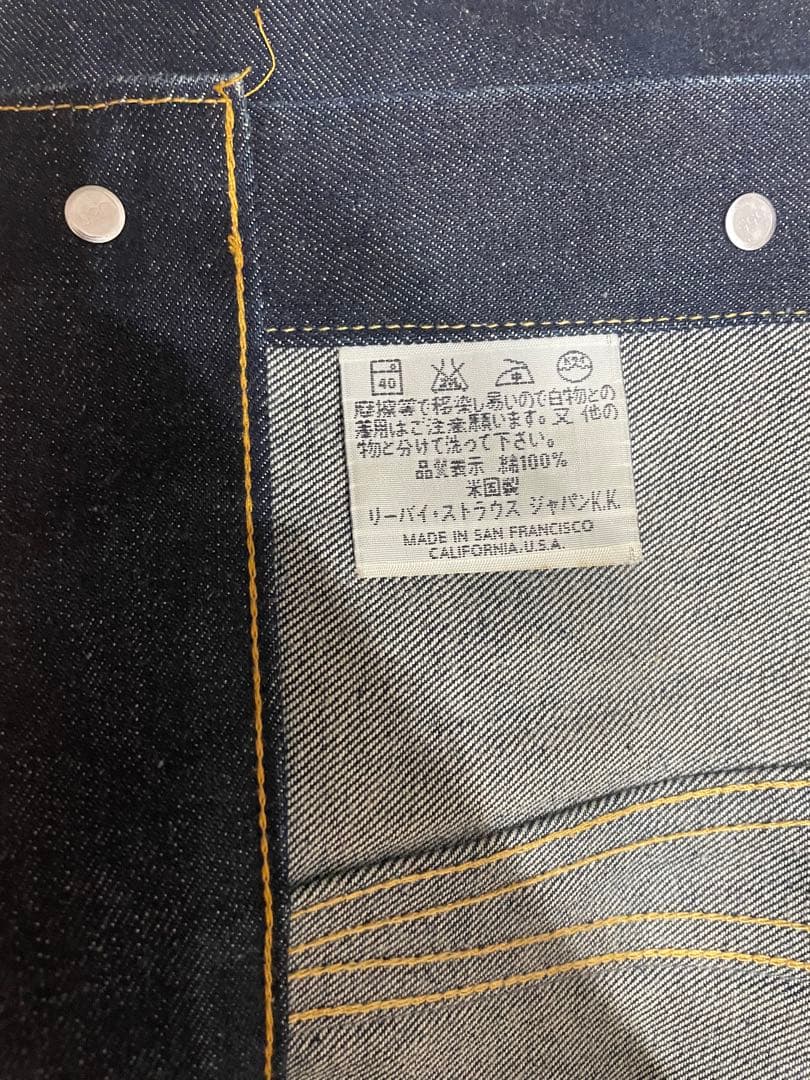 40
摩擦等で移染し易いので白物との
着用はご注意願います。又 他の
物と分けて洗って下さい。
品質表示 綿100%
米国製
リーバイ・ストラウス ジャパンK.K.
MADE IN SAN FRANCISCO
CALIFORNIA.U.S.A.